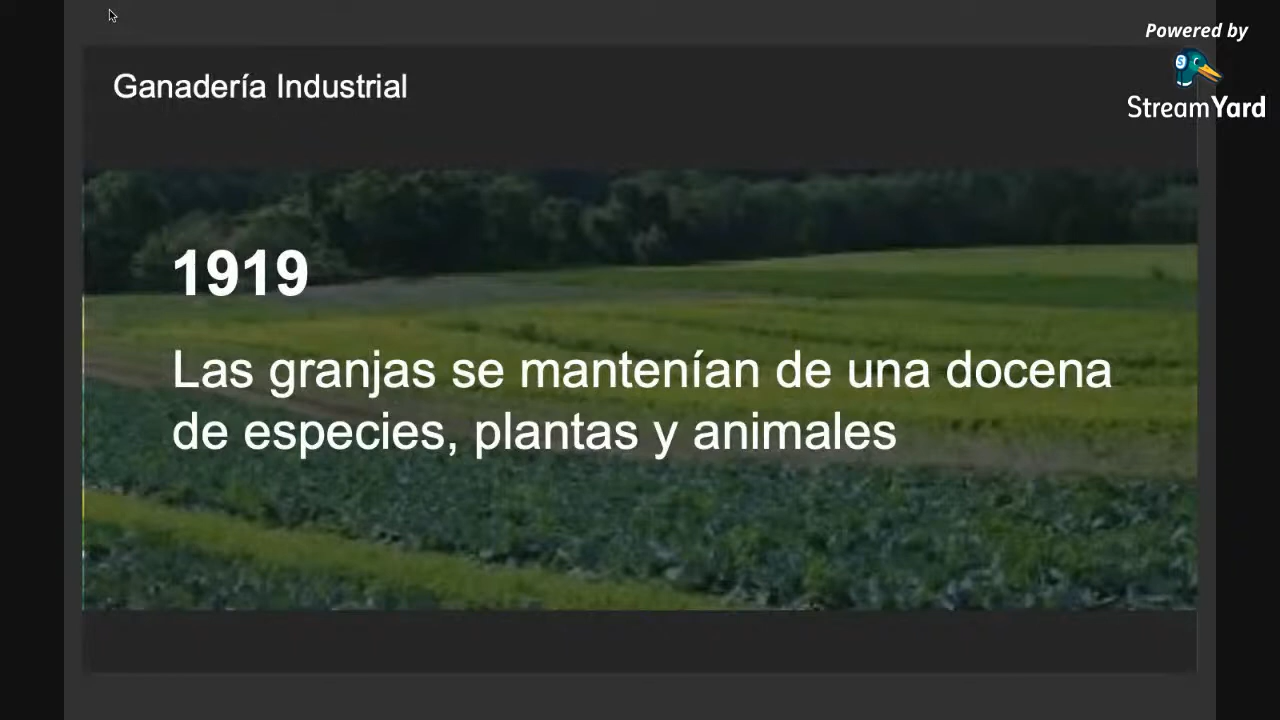 Powered by
StreamYard
Ganadería Industrial
1919
Las granjas se mantenían de una docena
de especies, plantas y animales